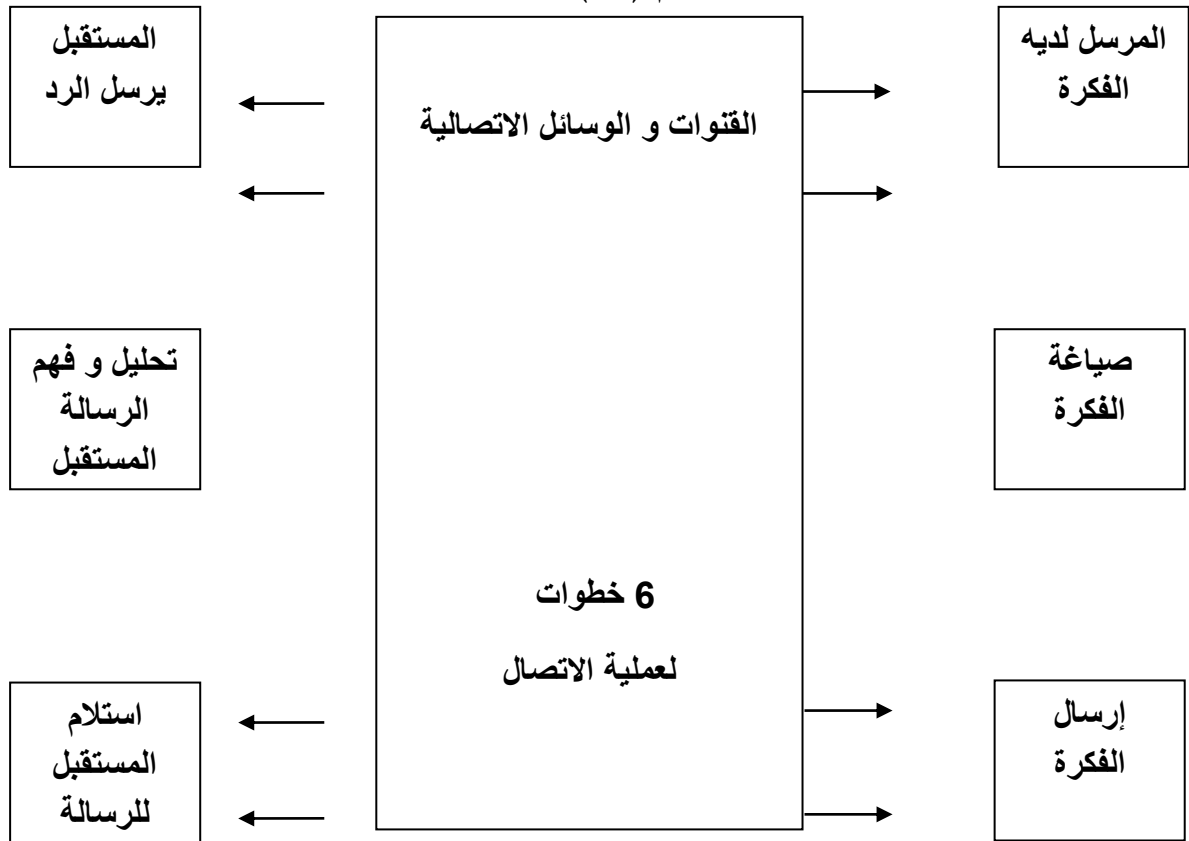 المرسل لديه
الفكرة
القنوات و الوسائل الاتصالية
المستقبل
يرسل الرد
صياغة
الفكرة
تحليل و فهم
الرسالة
المستقبل
6 خطوات
لعملية الاتصال
إرسال
الفكرة
استلام
المستقبل
للرسالة